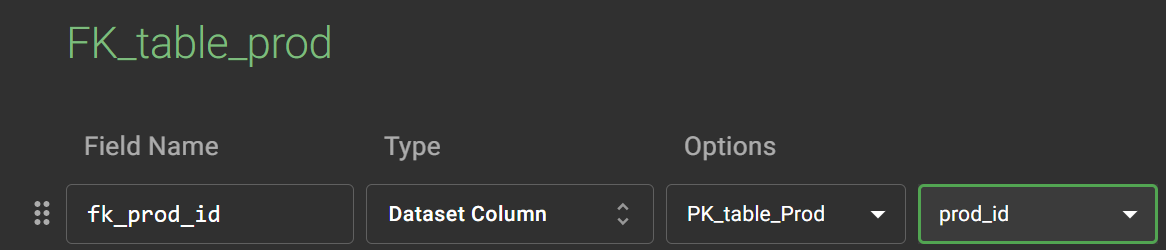 FK_table_prod
Field Name Type Options
fk_prod_id Dataset Column PK_table_Prod prod_id